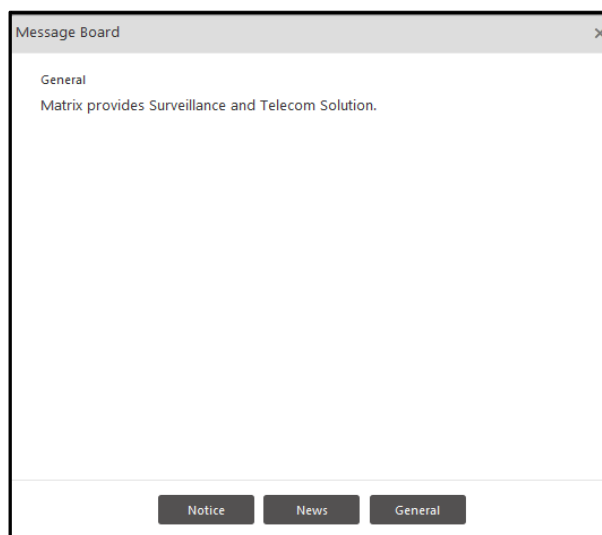 Message Board
General
Matrix provides Surveillance and Telecom Solution.
Notice News General